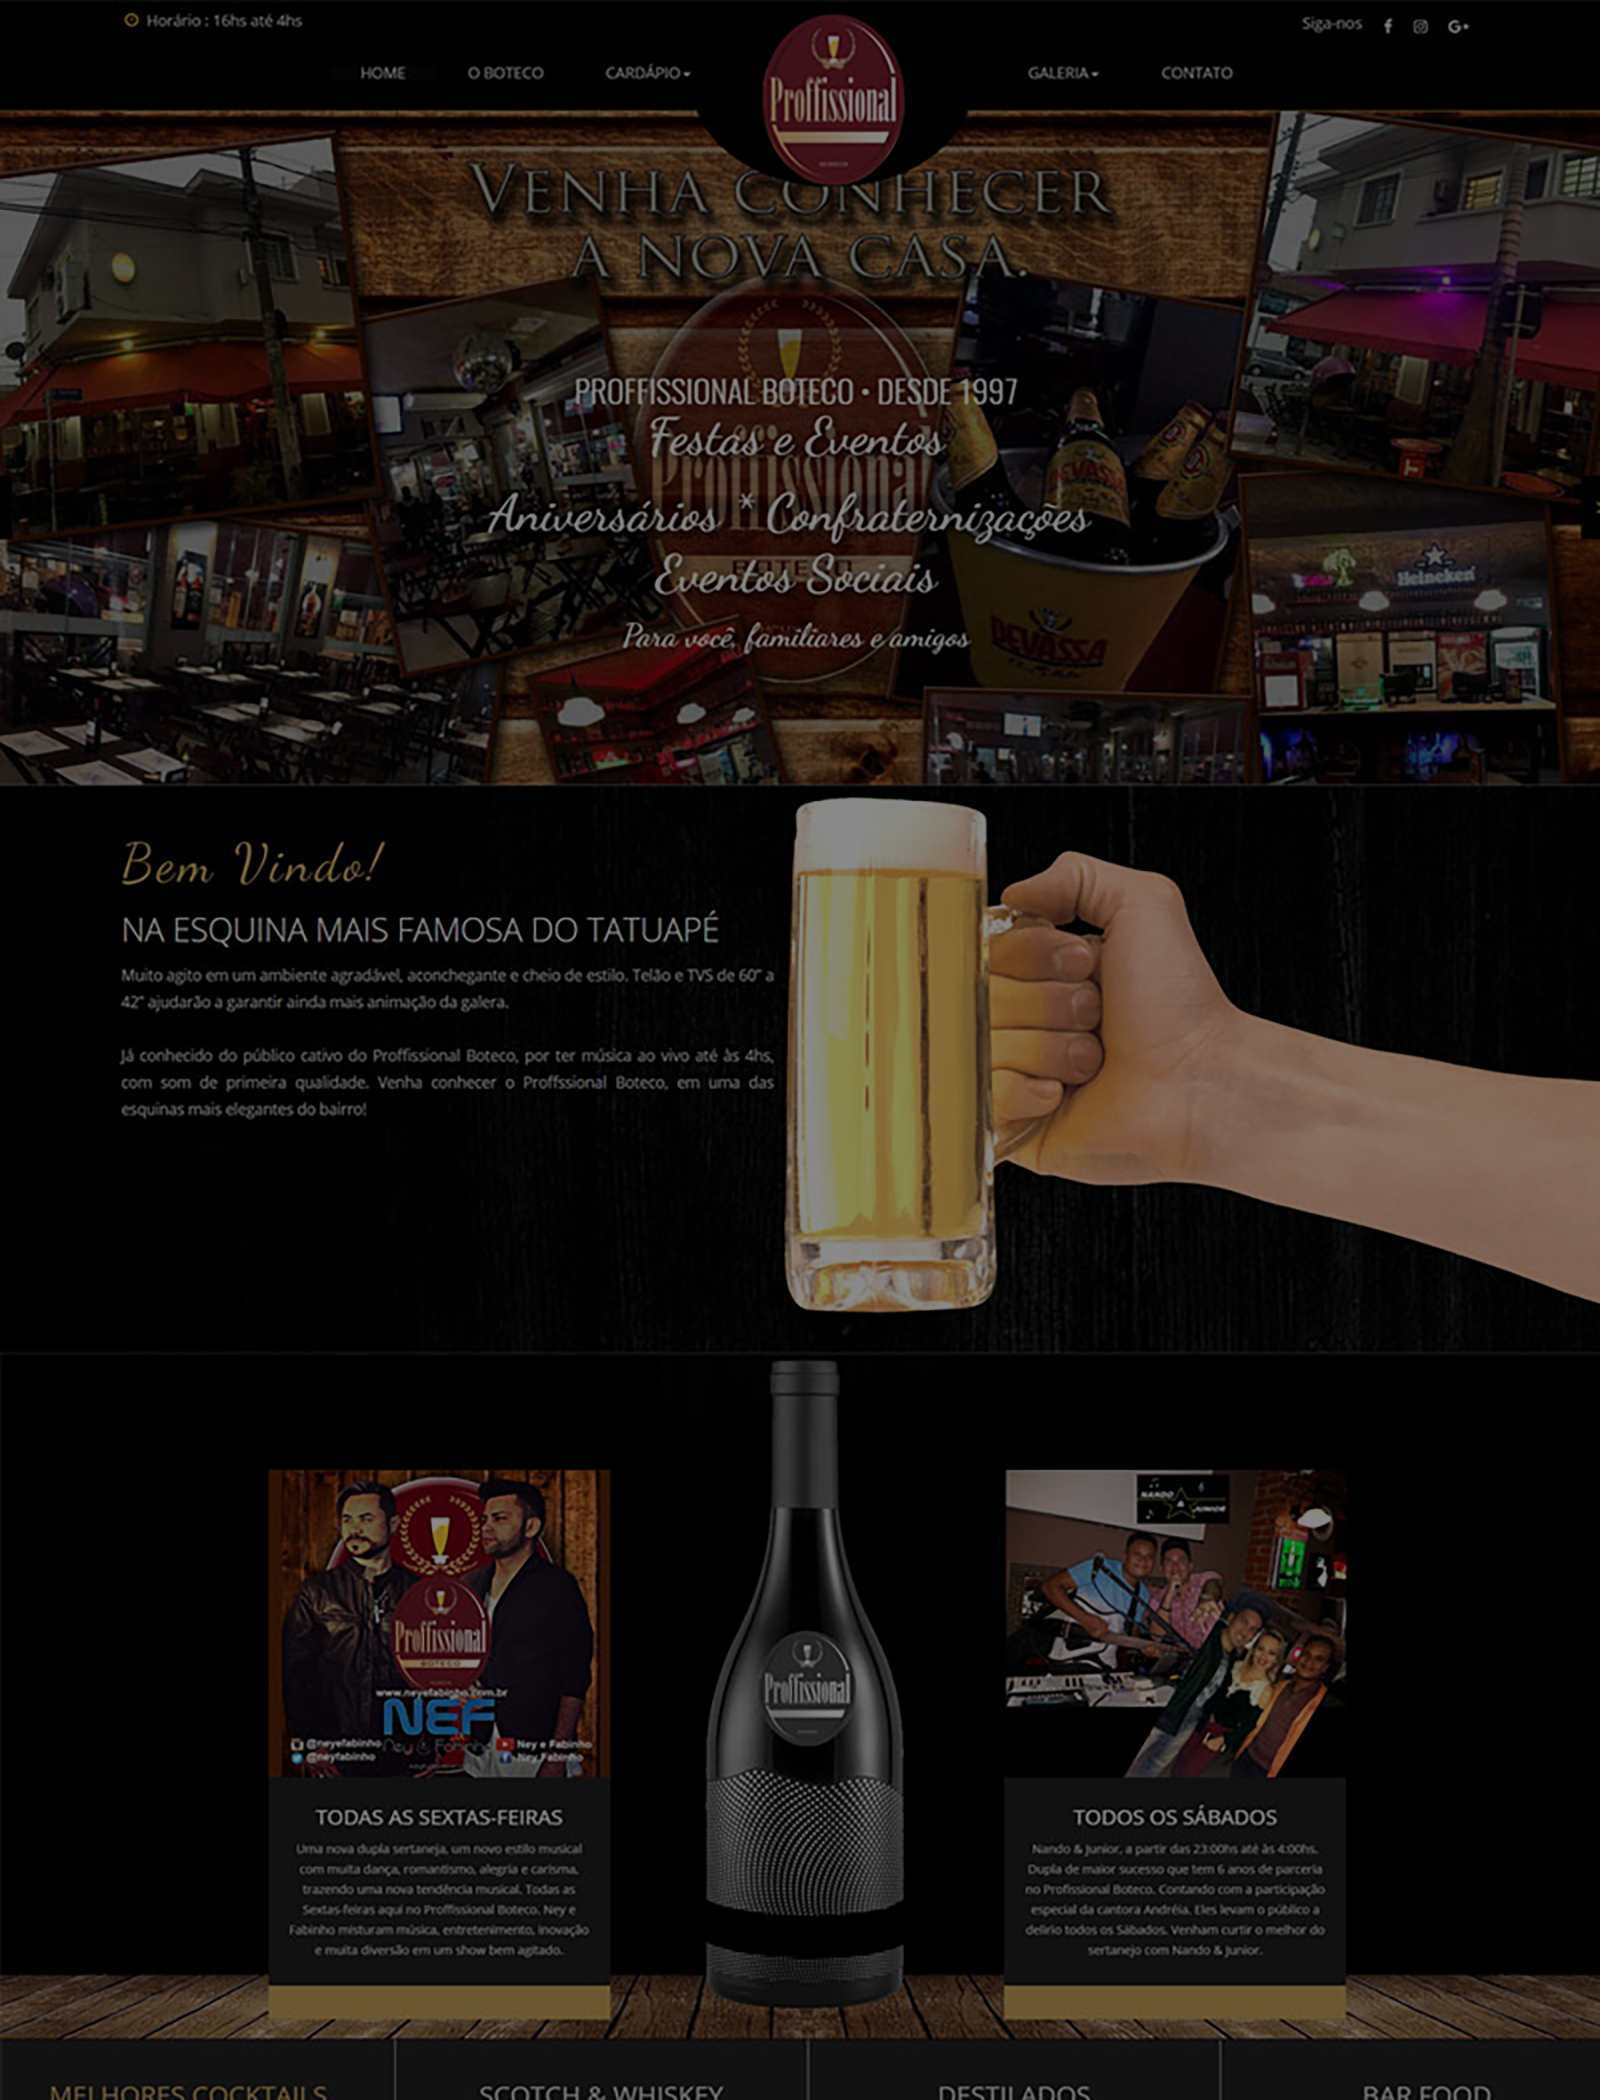 Horário : 16hs até 4hs
Siga-nos
HOME
O BOTECO
CARDÁPIO
GALERIA
CONTATO
Proffissional
VENHA CONHECER
A NOVA CASA.
PROFFISSIONAL BOTECO • DESDE 1997
Festas e Eventos
Proffissional
Aniversários * Confraternizações
BOTECO
Eventos Sociais
Para você, familiares e amigos
DEVASSA
DEVASSA
Heineken
Bem Vindo!
NA ESQUINA MAIS FAMOSA DO TATUAPÉ
Muito agito em um ambiente agradável, aconchegante e cheio de estilo. Telão e TVS de 60” a
42” ajudarão a garantir ainda mais animação da galera.
Já conhecido do público cativo do Proffissional Boteco, por ter música ao vivo até às 4hs,
com som de primeira qualidade. Venha conhecer o Proffssional Boteco, em uma das
esquinas mais elegantes do bairro!
Proffissional
BOTECO
www.neyefabinho.com.br
NEF
Ney & Fabinho
@neyefabinho
@neyfabinho
Ney e Fabinho
Ney Fabinho
TODAS AS SEXTAS-FEIRAS
Uma nova dupla sertaneja, um novo estilo musical
com muita dança, romantismo, alegria e carisma,
trazendo uma nova tendência musical. Todas as
Sextas-feiras aqui no Proffissional Boteco. Ney e
Fabinho misturam música, entretenimento, inovação
e muita diversão em um show bem agitado.
Proffissional
NANDO
&
JUNIOR
TODOS OS SÁBADOS
Nando & Junior, a partir das 23:00hs até às 4:00hs.
Dupla de maior sucesso que tem 6 anos de parceria
no Profissional Boteco. Contando com a participação
especial da cantora Andréia. Eles levam o público a
delírio todos os Sábados. Venham curtir o melhor do
sertanejo com Nando & Junior.
MELHORES COCKTAILS
SCOTCH & WHISKEY
DESTILADOS
BAR FOOD